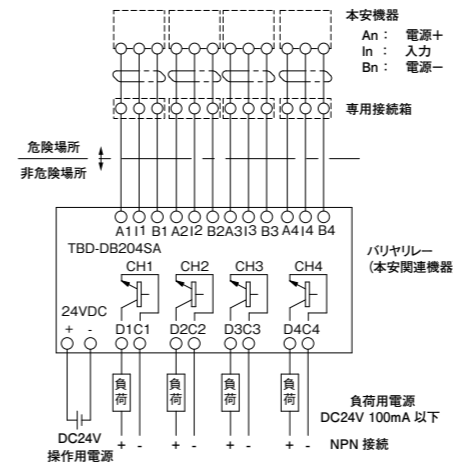 本安機器
An： 電源+
In ： 入力
Bn： 電源−
専用接続箱
危険場所
非危険場所
A1 I1 B1 A2 I2 B2 A3 I3 B3 A4 I4 B4
TBD-DB204SA
バリヤリレー
（本安関連機器
CH1 CH2 CH3 CH4
24VDC
+ - D1 C1 D2 C2 D3 C3 D4 C4
負荷 負荷 負荷 負荷
負荷用電源
DC24V 100mA 以下
DC24V
操作用電源
+ - + - + - + - NPN 接続